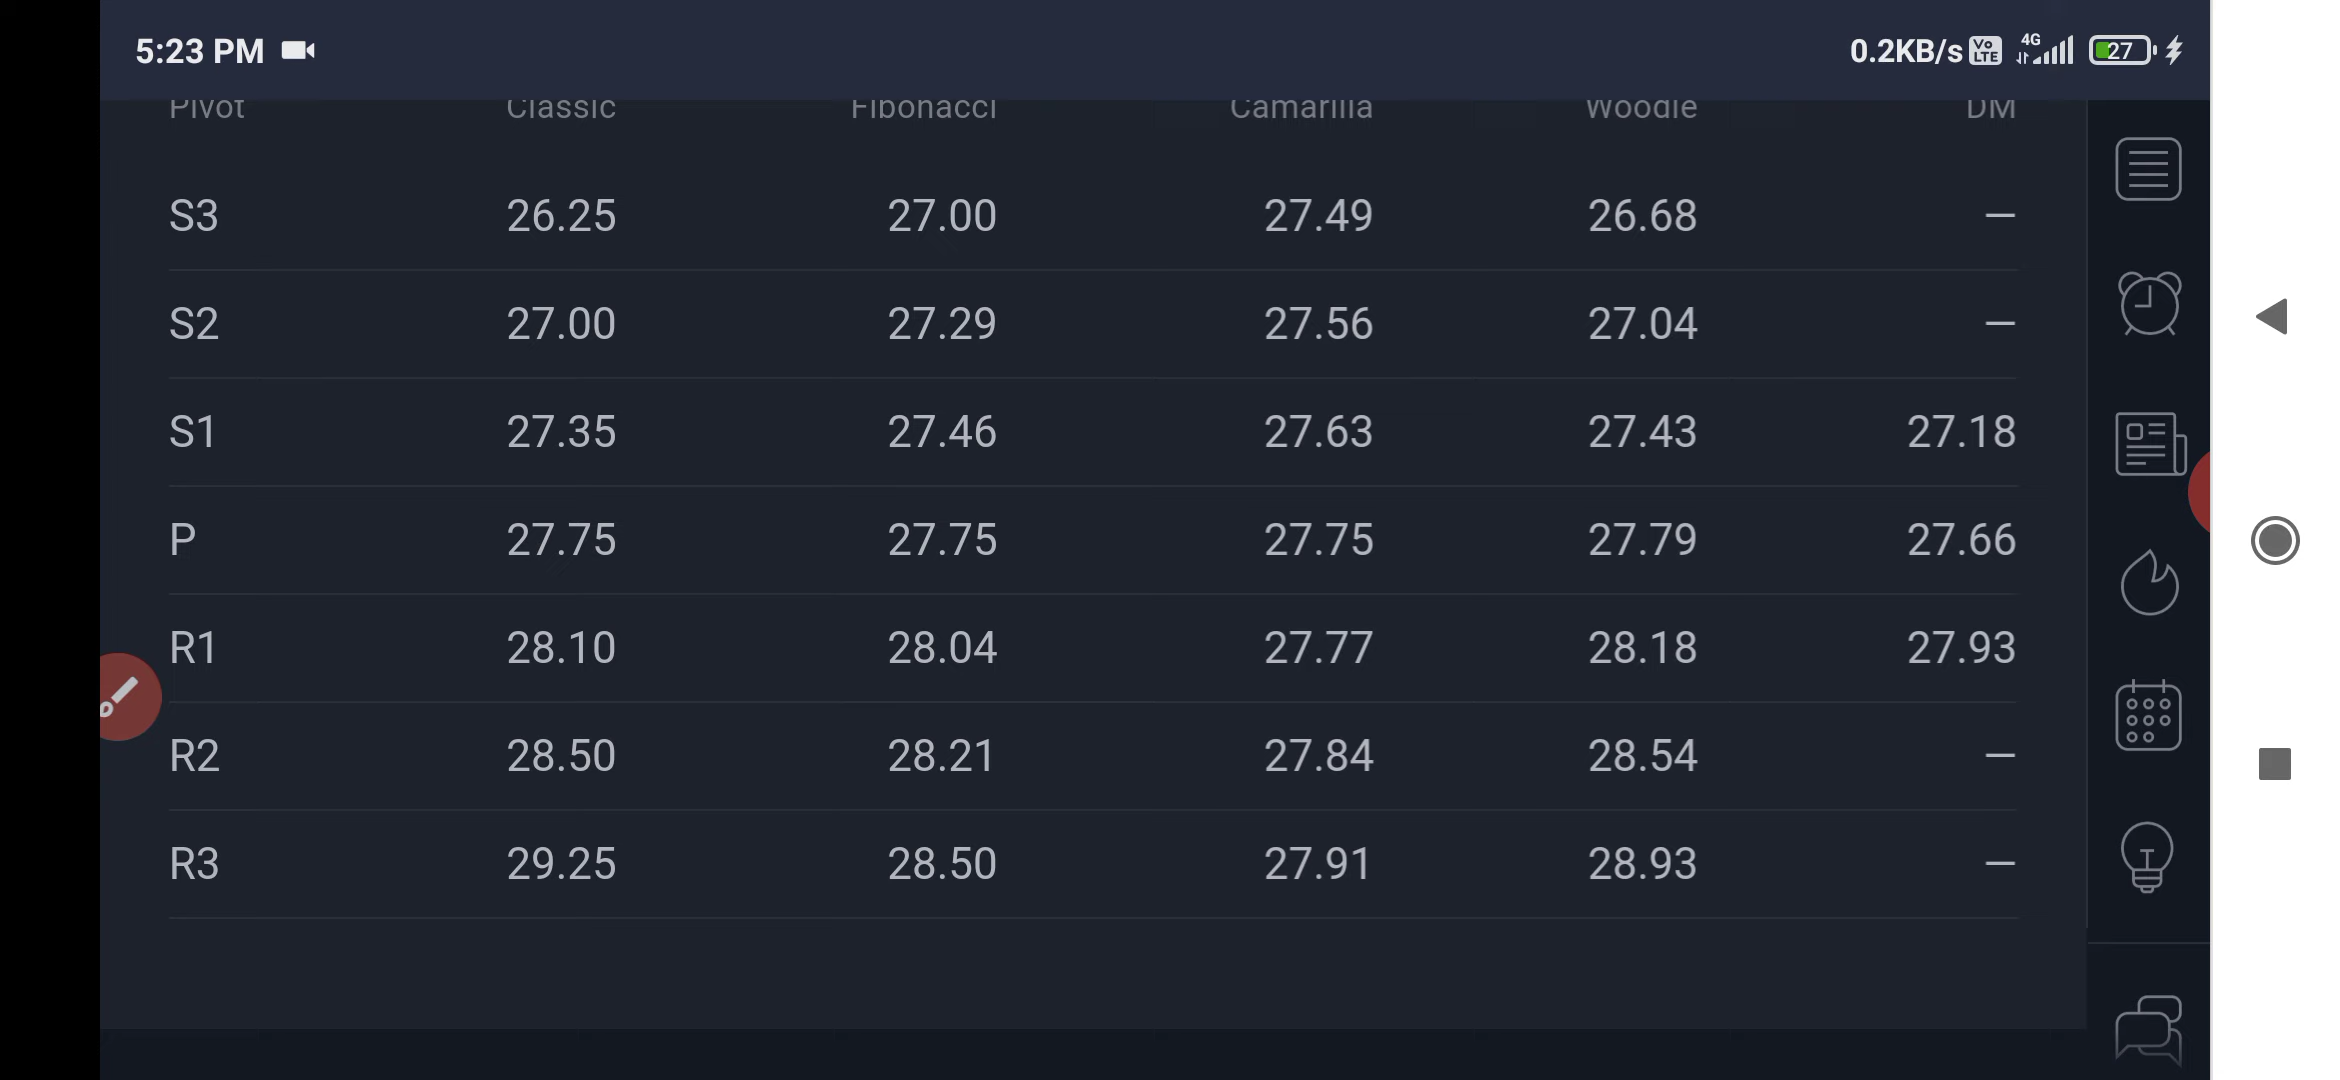 5:23 PM 0.2KB/s Vo LTE 4G 27
Pivot Classic Fibonacci Camarilla Woodie DM
S3 26.25 27.00 27.49 26.68 —
S2 27.00 27.29 27.56 27.04 —
S1 27.35 27.46 27.63 27.43 27.18
P 27.75 27.75 27.75 27.79 27.66
R1 28.10 28.04 27.77 28.18 27.93
R2 28.50 28.21 27.84 28.54 —
R3 29.25 28.50 27.91 28.93 —